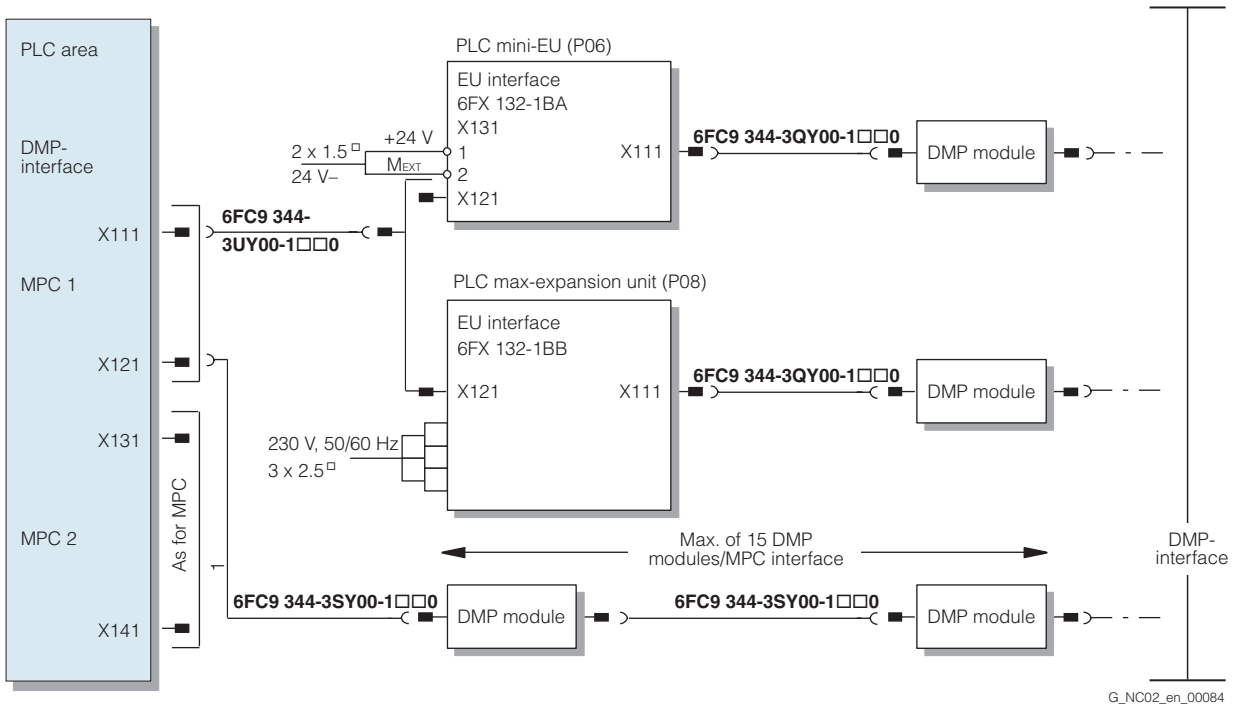 PLC area
DMP-
interface
X111
MPC 1
X121
X131
MPC 2
X141
As for MPC
1
6FC9 344-
3UY00-1□□0
2 x 1.5 □
24 V–
+24 V
MEXT
PLC mini-EU (P06)
EU interface
6FX 132-1BA
X131
1
2
X121
X111
6FC9 344-3QY00-1□□0
DMP module
PLC max-expansion unit (P08)
EU interface
6FX 132-1BB
X121
X111
230 V, 50/60 Hz
3 x 2.5 □
6FC9 344-3QY00-1□□0
DMP module
Max. of 15 DMP
modules/MPC interface
6FC9 344-3SY00-1□□0
DMP module
6FC9 344-3SY00-1□□0
DMP module
DMP-
interface
G_NC02_en_00084